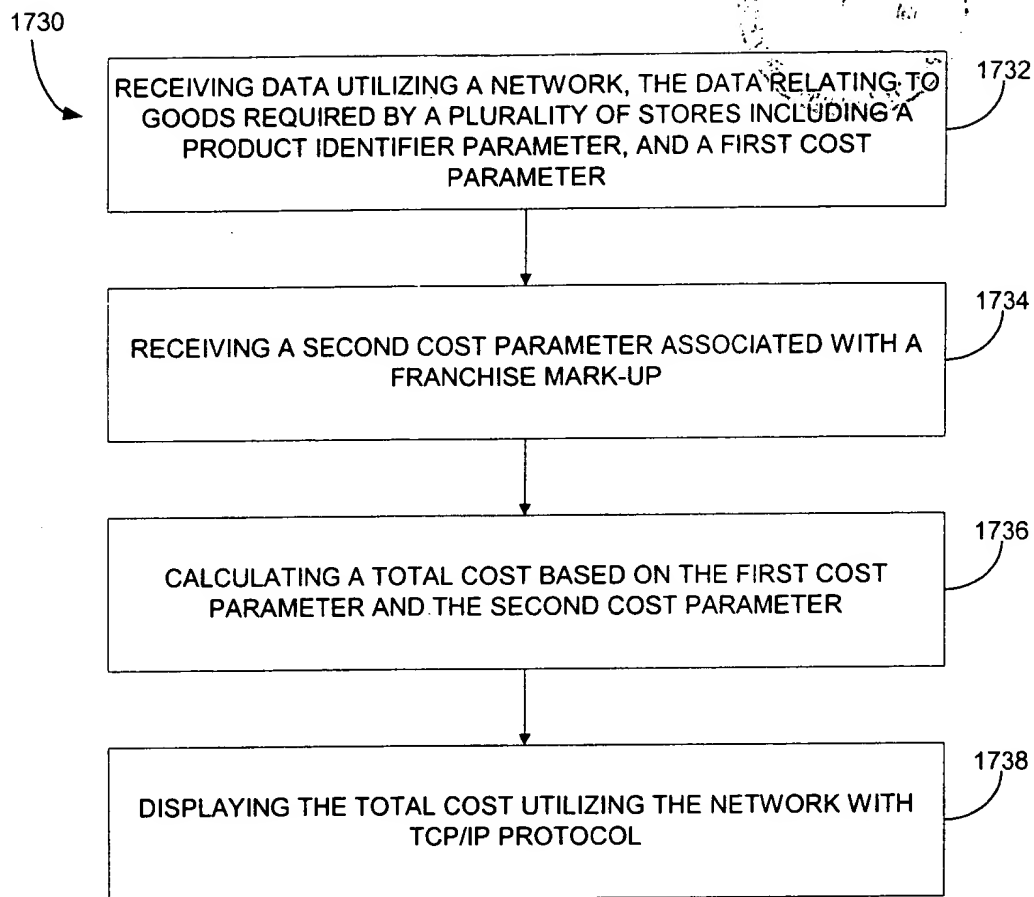 1730
RECEIVING DATA UTILIZING A NETWORK, THE DATA RELATING TO
GOODS REQUIRED BY A PLURALITY OF STORES INCLUDING A
PRODUCT IDENTIFIER PARAMETER, AND A FIRST COST
PARAMETER
1732
RECEIVING A SECOND COST PARAMETER ASSOCIATED WITH A
FRANCHISE MARK-UP
1734
CALCULATING A TOTAL COST BASED ON THE FIRST COST
PARAMETER AND THE SECOND COST PARAMETER
1736
DISPLAYING THE TOTAL COST UTILIZING THE NETWORK WITH
TCP/IP PROTOCOL
1738